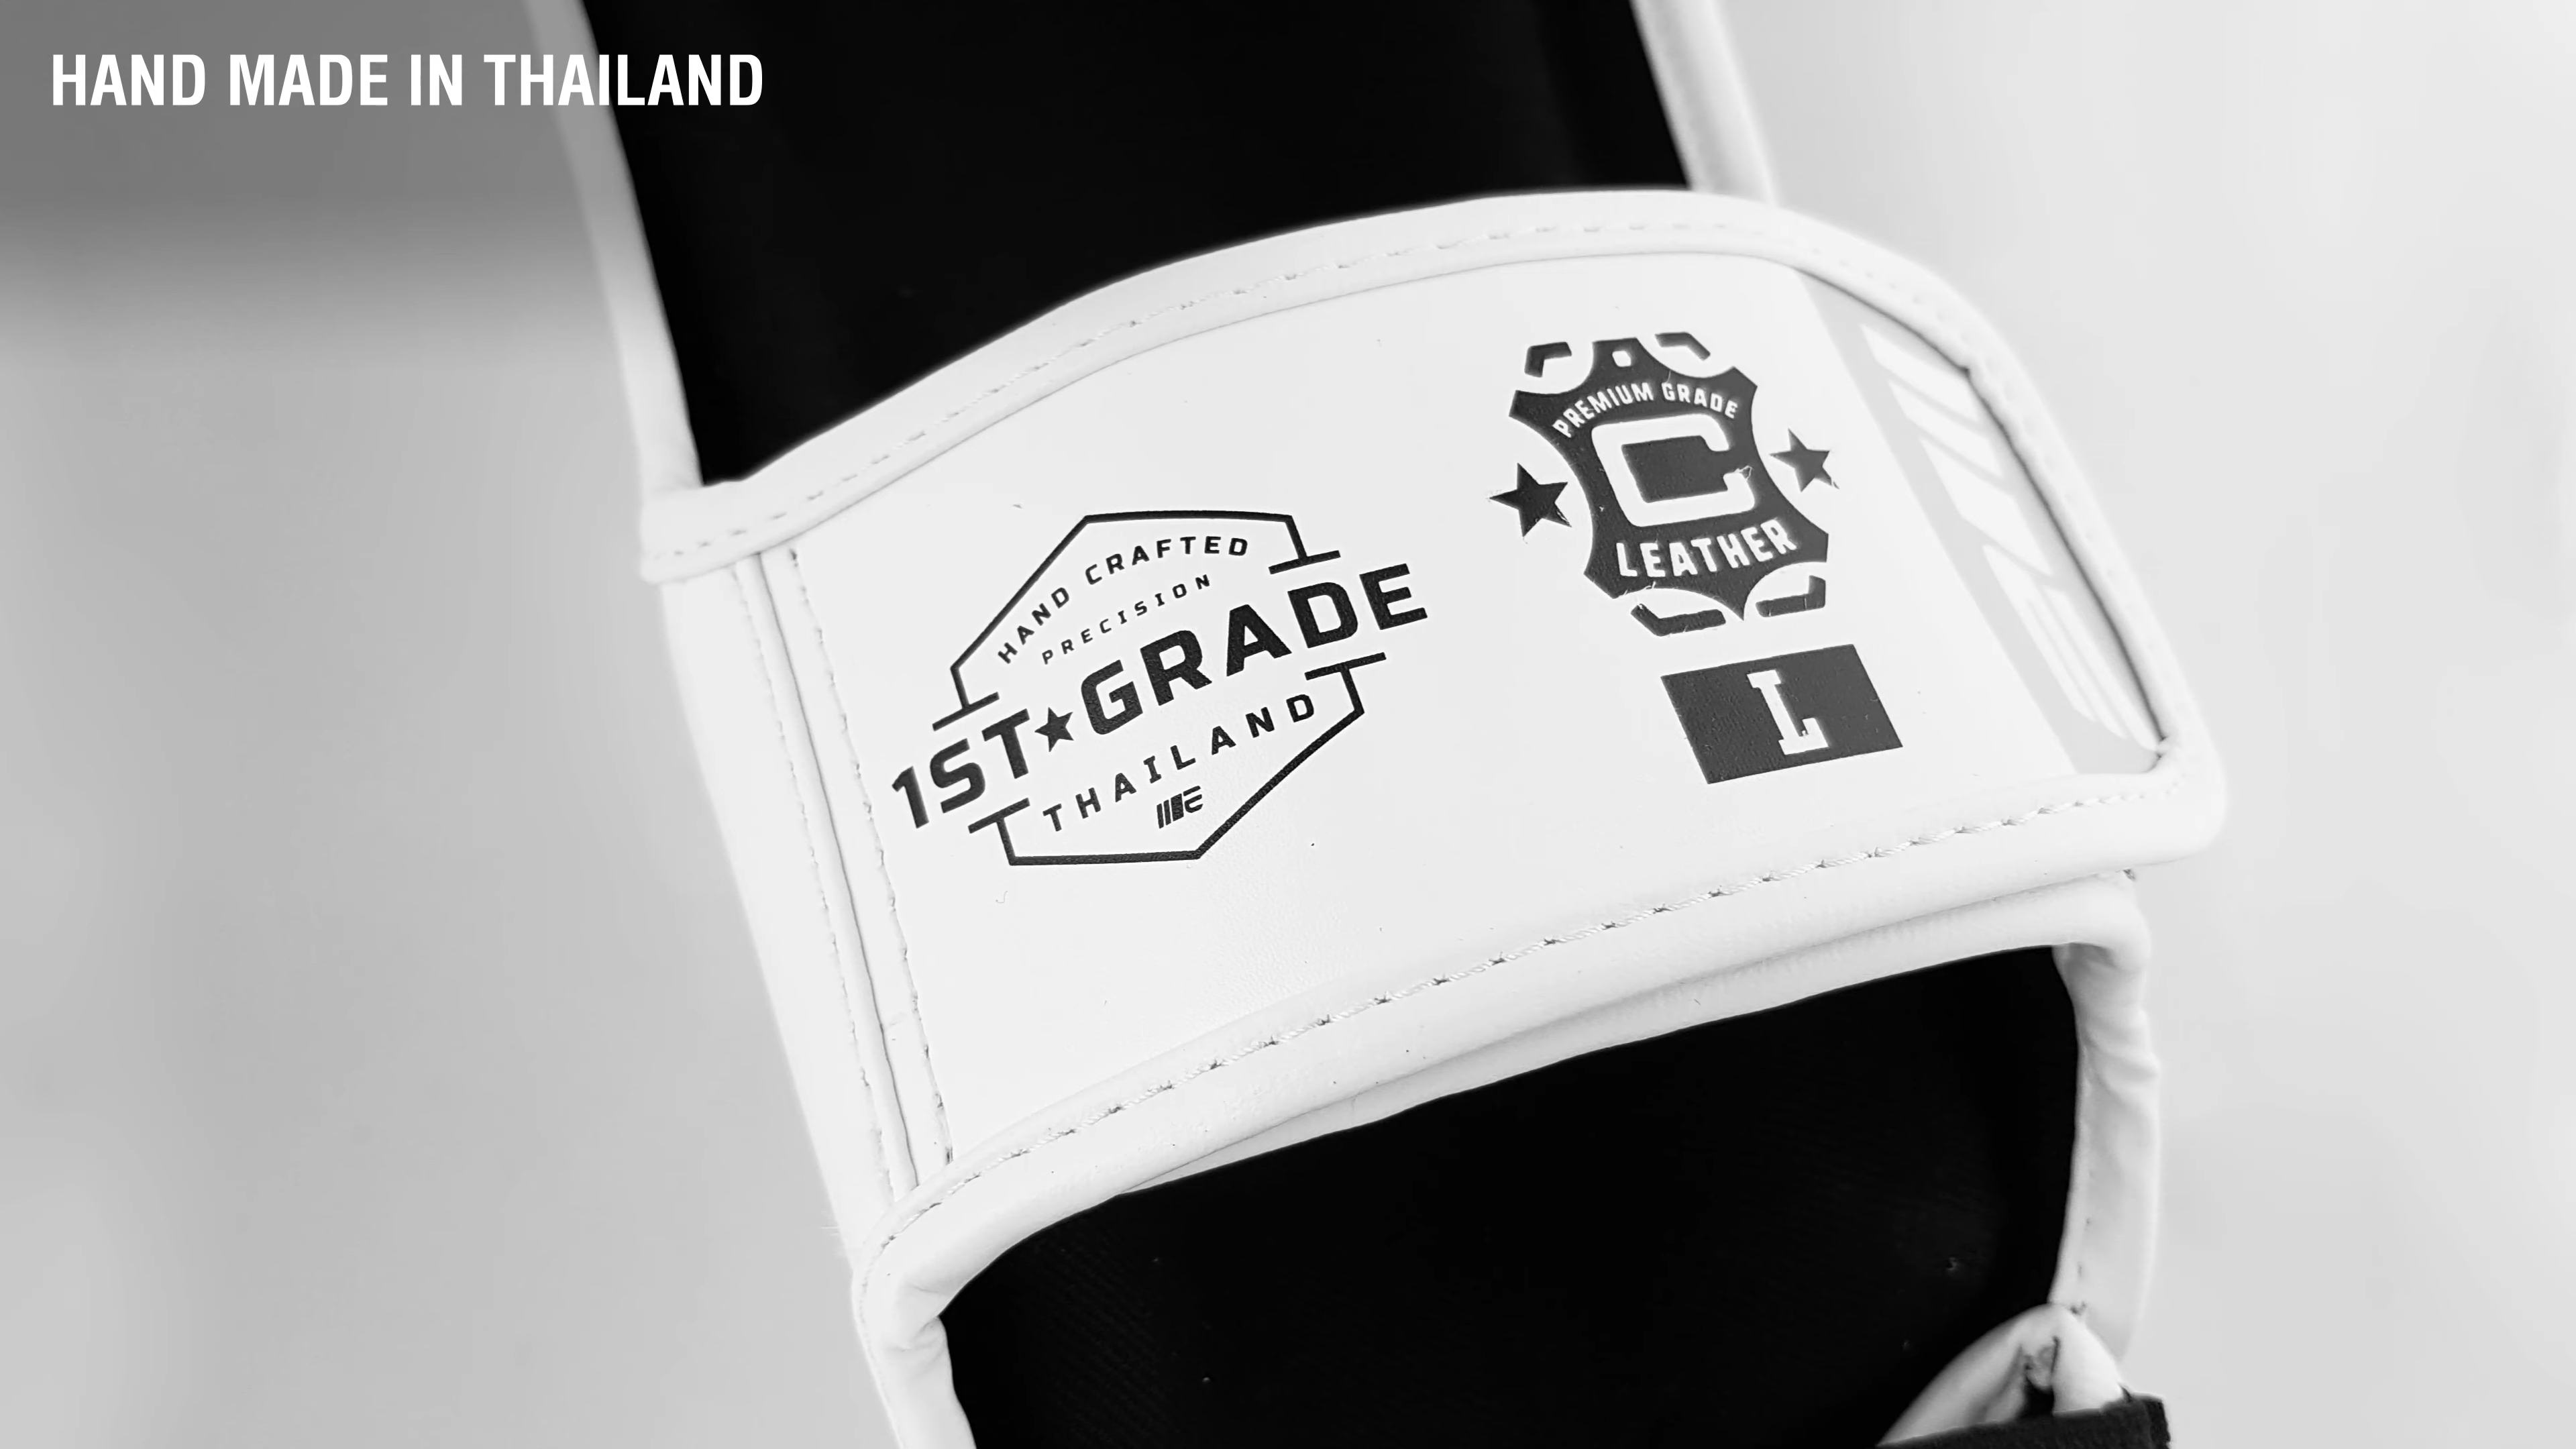 HAND MADE IN THAILAND
HAND CRAFTED
PRECISION
1ST★GRADE
THAILAND
PREMIUM GRADE
C
LEATHER
L